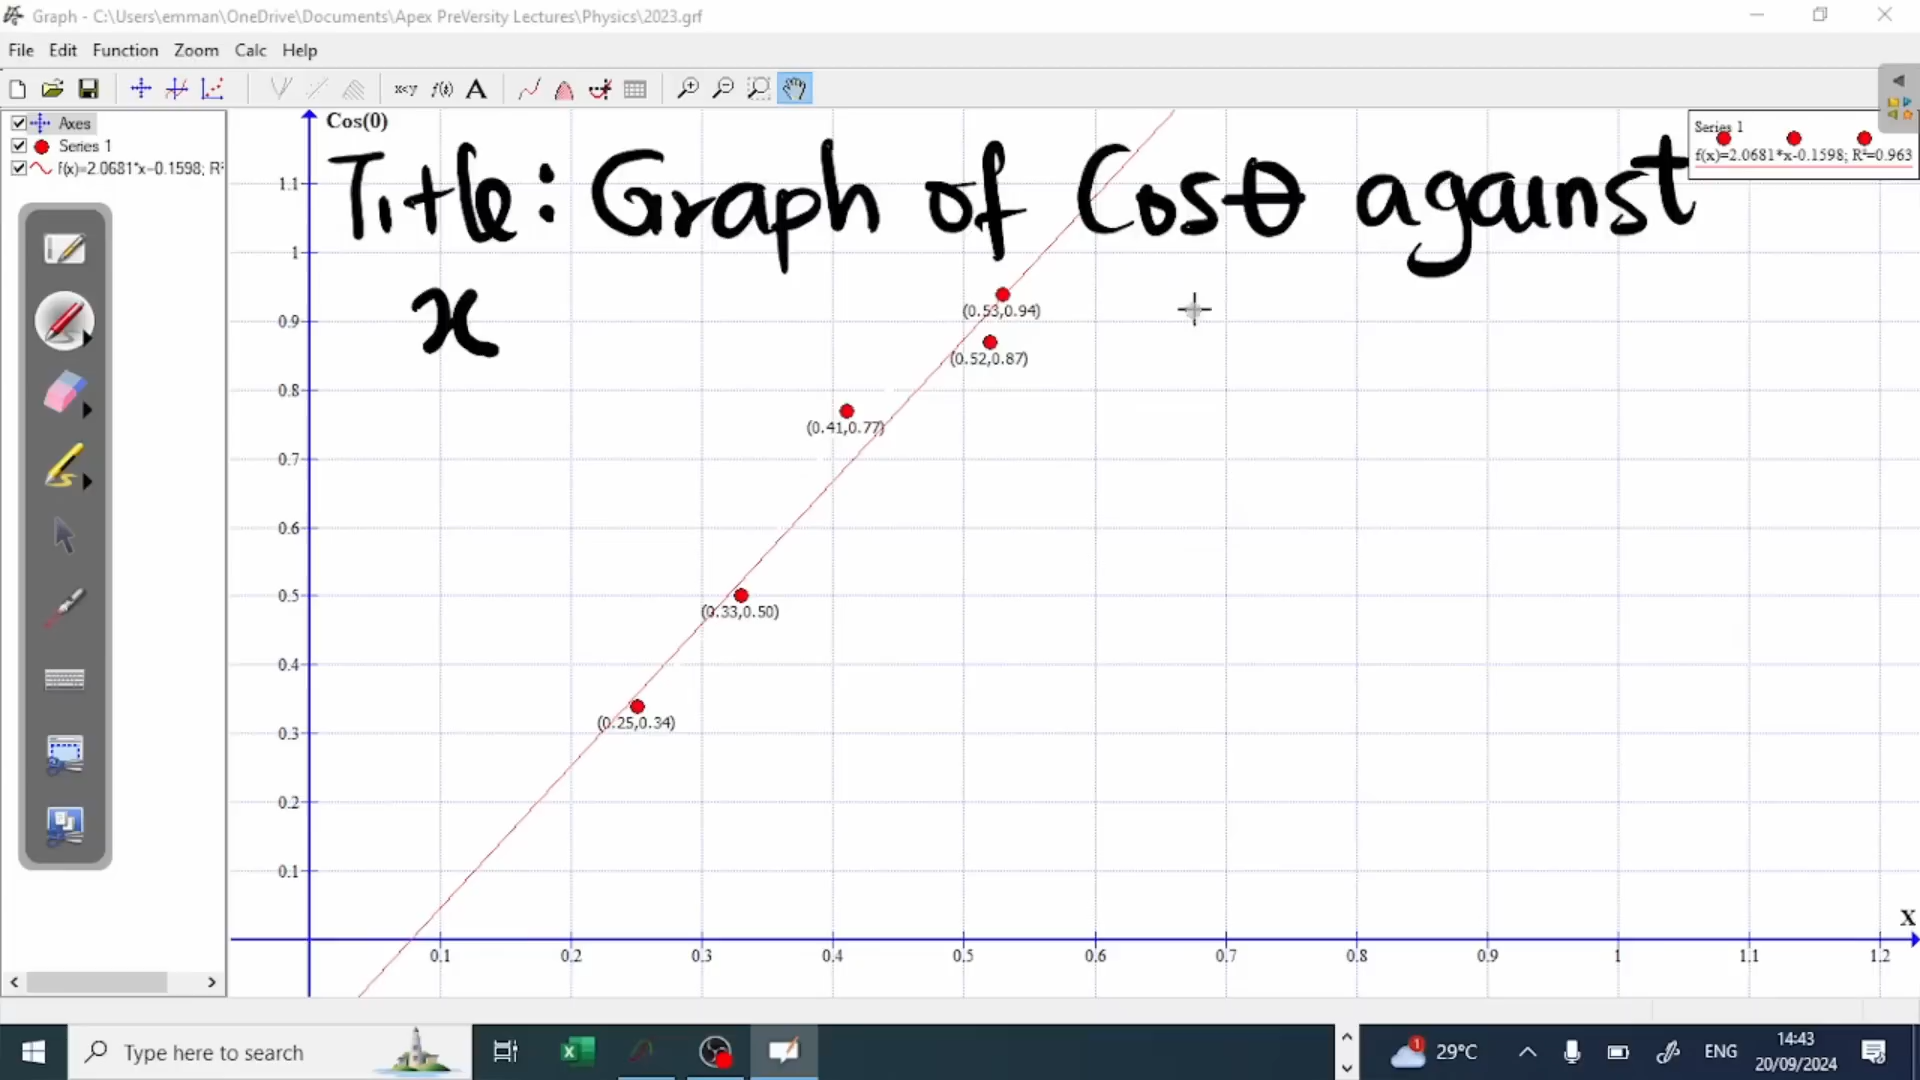 Graph - C:\Users\emman\OneDrive\Documents\Apex PreVersity Lectures\Physics\2023.grf
File Edit Function Zoom Calc Help
Axes
Series 1
f(x)=2.0681*x-0.1598; R²
Cos(0)
Series 1
f(x)=2.0681*x-0.1598; R²=0.963
Title: Graph of Cosθ against
x
1.1
1
0.9
0.8
0.7
0.6
0.5
0.4
0.3
0.2
0.1
(0.53,0.94)
(0.52,0.87)
(0.41,0.77)
(0.33,0.50)
(0.25,0.34)
X
0.1 0.2 0.3 0.4 0.5 0.6 0.7 0.8 0.9 1 1.1 1.2
Type here to search
1
29°C
ENG
14:43
20/09/2024